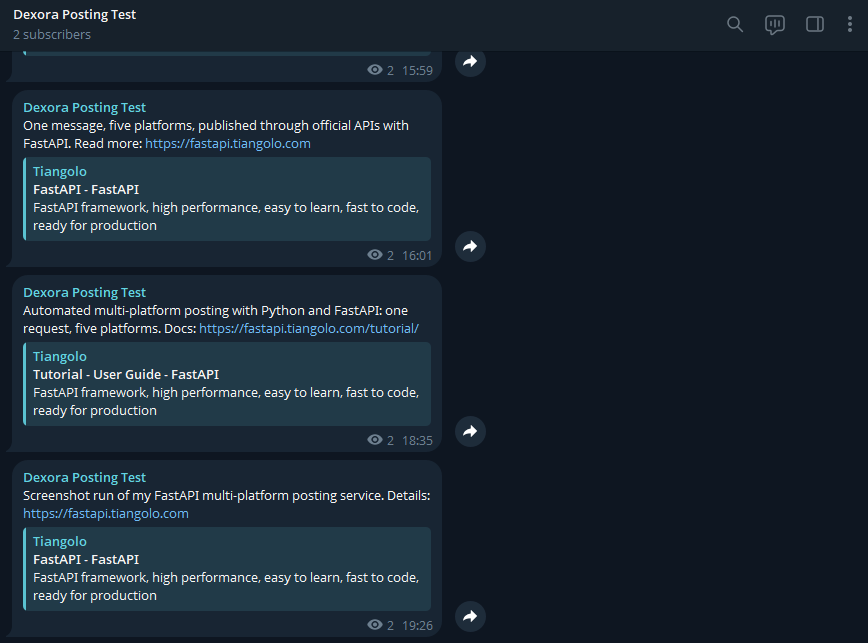 Dexora Posting Test
2 subscribers
2 15:59
Dexora Posting Test
One message, five platforms, published through official APIs with
FastAPI. Read more: https://fastapi.tiangolo.com
Tiangolo
FastAPI - FastAPI
FastAPI framework, high performance, easy to learn, fast to code,
ready for production
2 16:01
Dexora Posting Test
Automated multi-platform posting with Python and FastAPI: one
request, five platforms. Docs: https://fastapi.tiangolo.com/tutorial/
Tiangolo
Tutorial - User Guide - FastAPI
FastAPI framework, high performance, easy to learn, fast to code,
ready for production
2 18:35
Dexora Posting Test
Screenshot run of my FastAPI multi-platform posting service. Details:
https://fastapi.tiangolo.com
Tiangolo
FastAPI - FastAPI
FastAPI framework, high performance, easy to learn, fast to code,
ready for production
2 19:26